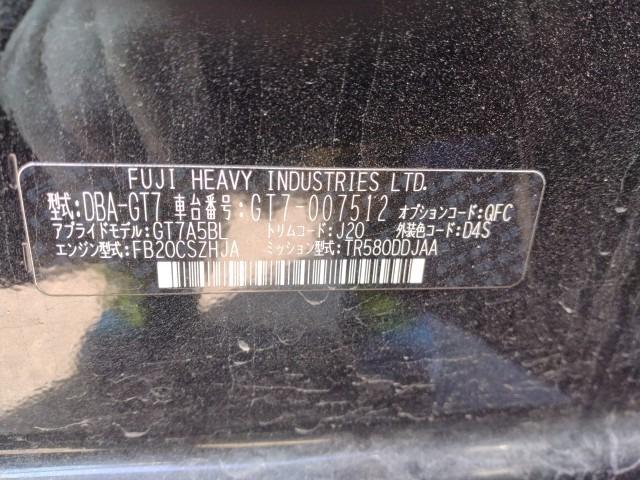 FUJI HEAVY INDUSTRIES LTD.
型式:DBA-GT7 車台番号:GT7-007512 オプションコード:QFC
アプライドモデル:GT7A5BL トリムコード:J20 外装色コード:D4S
エンジン型式:FB20CSZHJA ミッション型式:TR580DDJAA